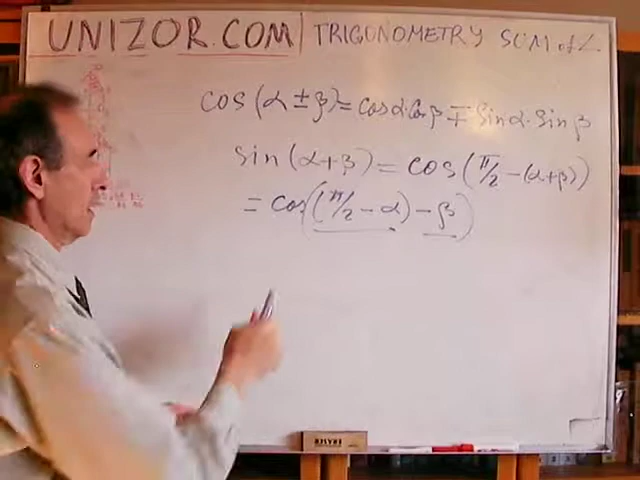 UNIZOR.COM | TRIGONOMETRY SUM of ∠.
cos(α ± β) = cosα·cosβ ∓ sinα·sinβ
sin(α+β) = cos(π/2 - (α+β))
= cos((π/2 - α) - β)